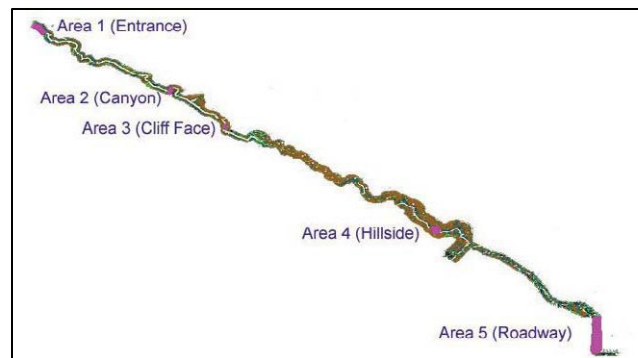 Area 1 (Entrance)
Area 2 (Canyon)
Area 3 (Cliff Face)
Area 4 (Hillside)
Area 5 (Roadway)